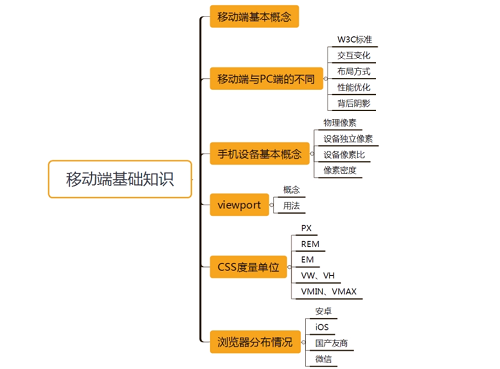 移动端基础知识
移动端基本概念
移动端与PC端的不同
W3C标准
交互变化
布局方式
性能优化
背后阴影
手机设备基本概念
物理像素
设备独立像素
设备像素比
像素密度
viewport
概念
用法
CSS度量单位
PX
REM
EM
VW、VH
VMIN、VMAX
浏览器分布情况
安卓
iOS
国产友商
微信